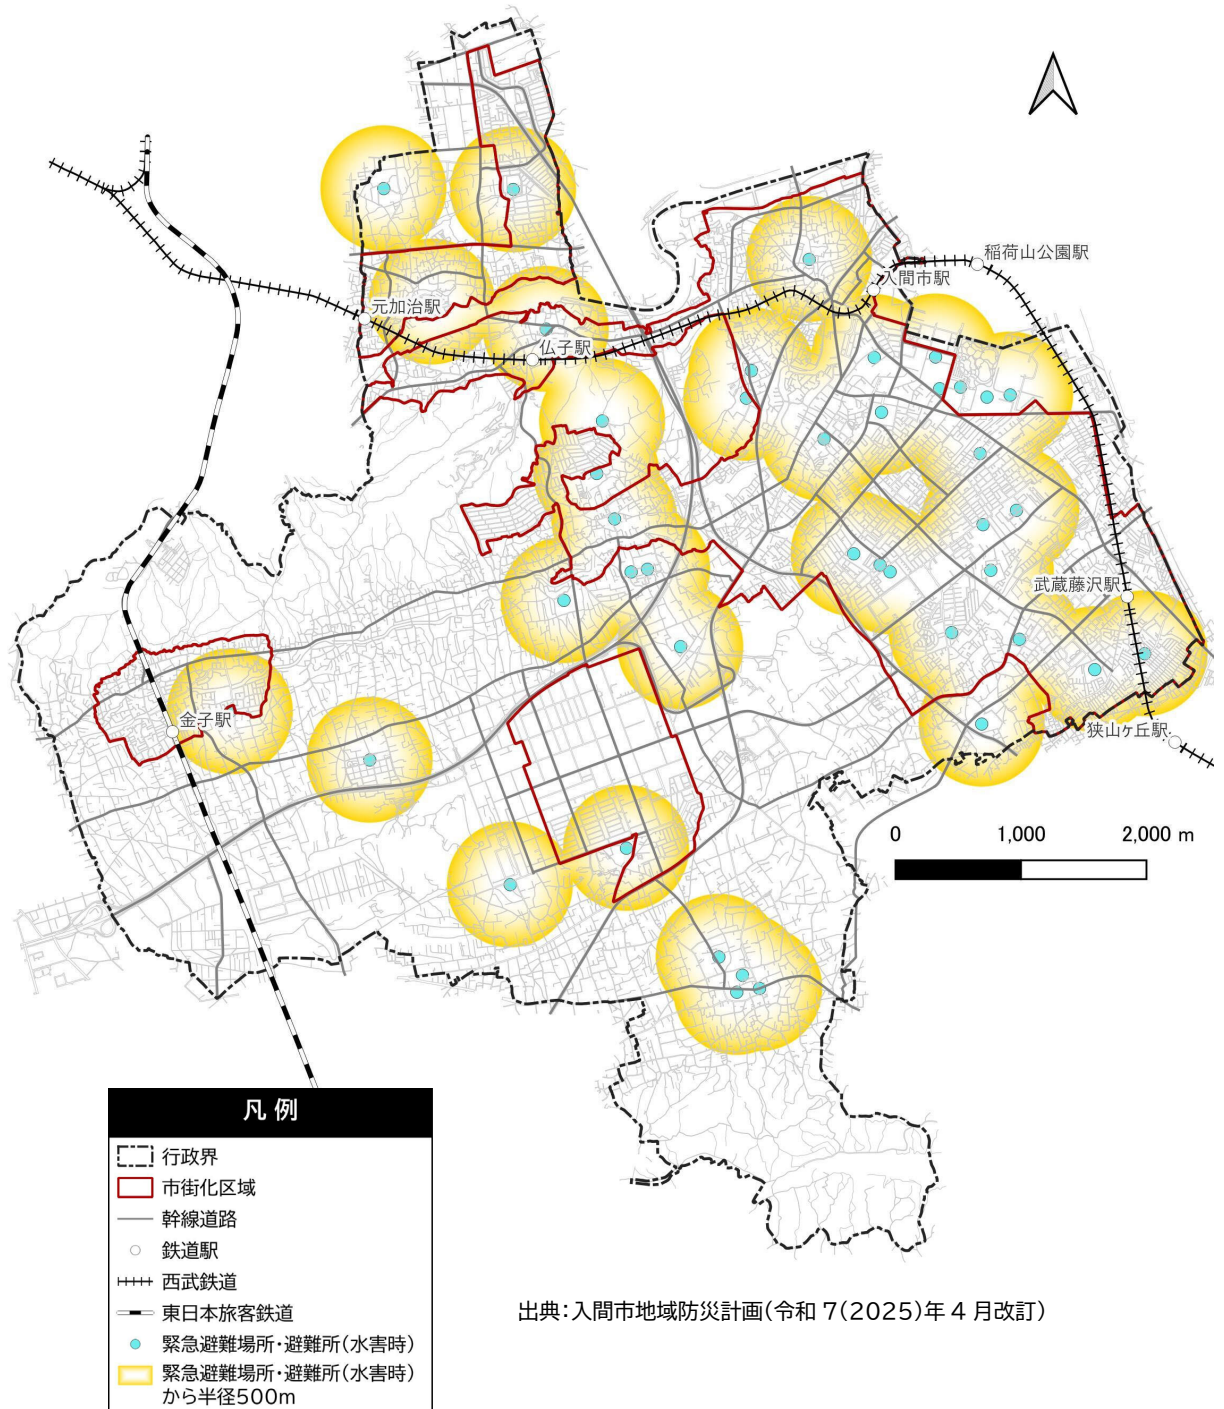 稲荷山公園駅
入間市駅
元加治駅
仏子駅
武蔵藤沢駅
金子駅
狭山ヶ丘駅
0 1,000 2,000 m
凡例
行政界
市街化区域
幹線道路
鉄道駅
西武鉄道
東日本旅客鉄道
緊急避難場所・避難所(水害時)
緊急避難場所・避難所(水害時)
から半径500m
出典:入間市地域防災計画(令和7(2025)年4月改訂)